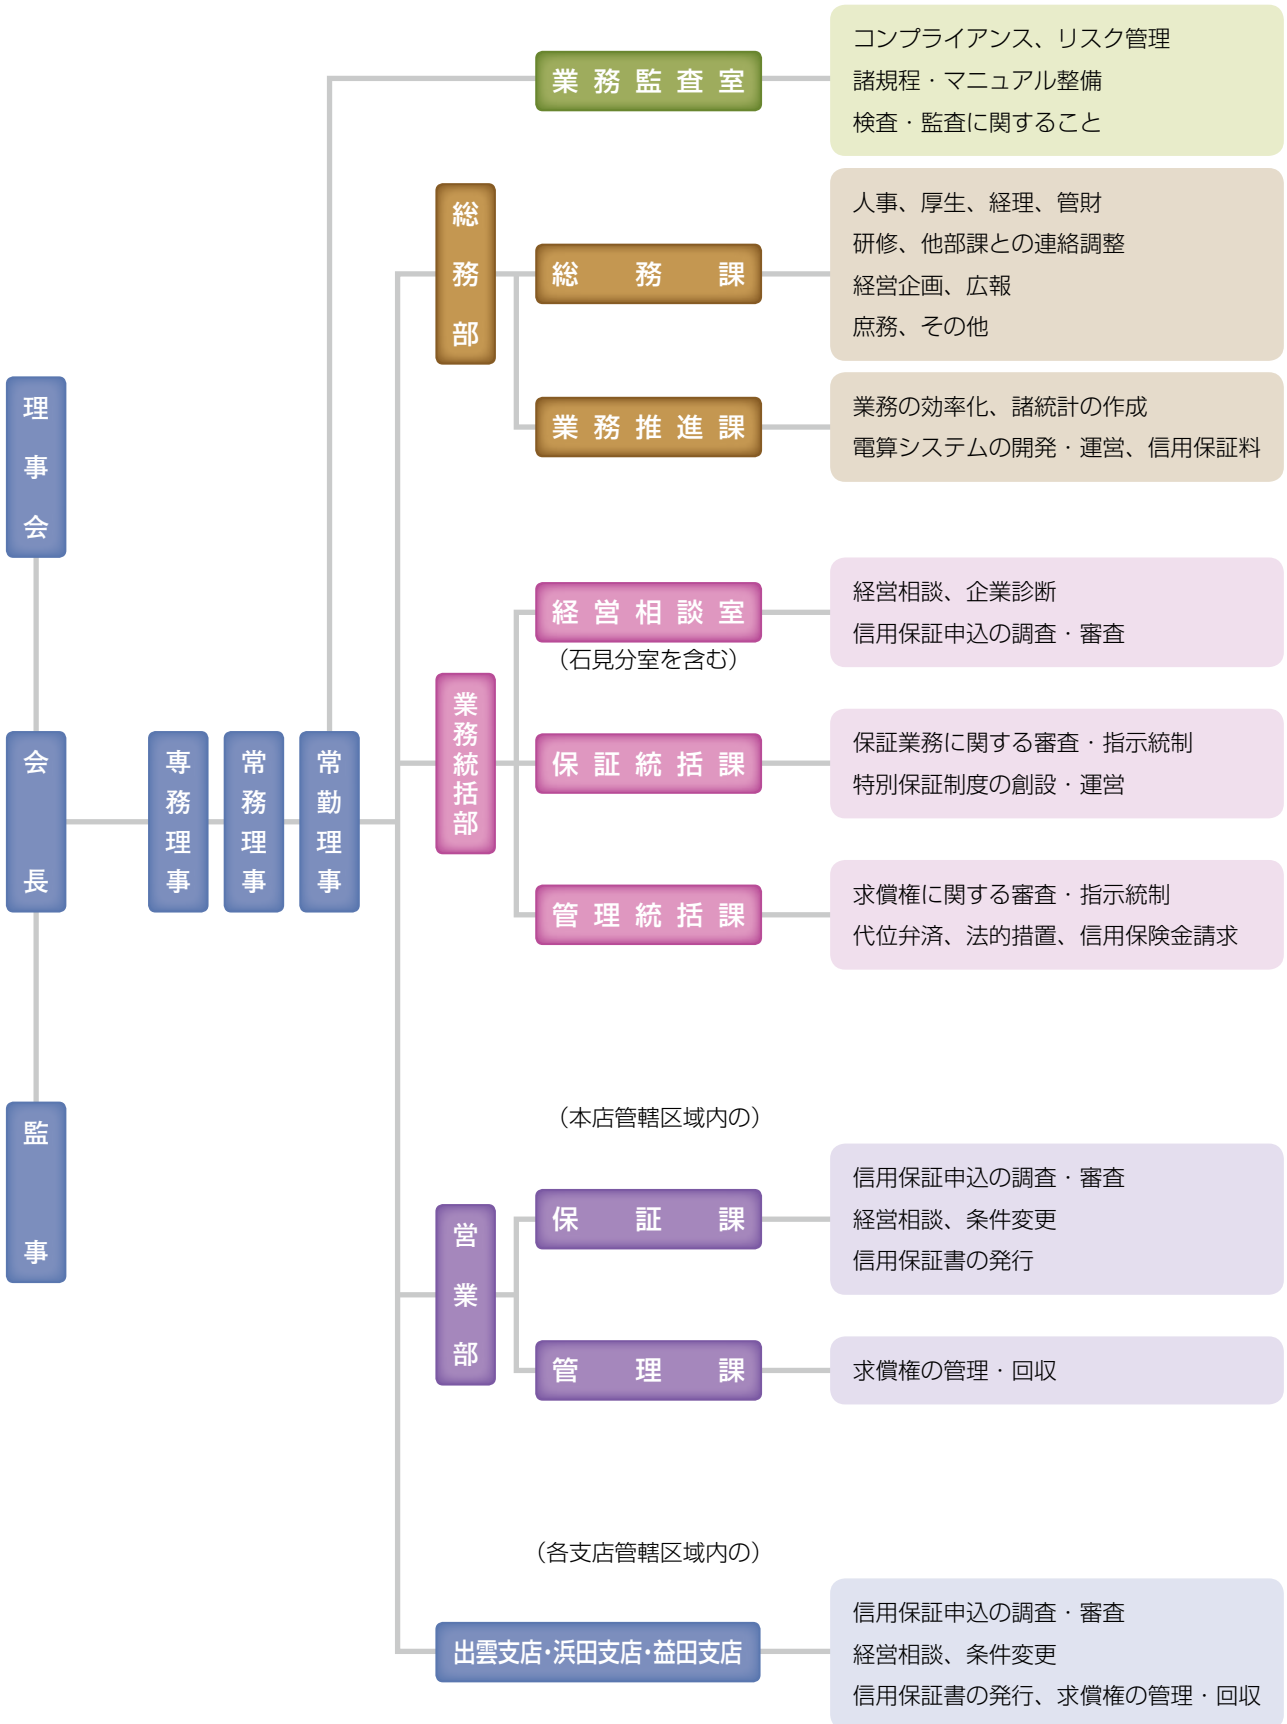 理事会
会長
監事
専務理事
常務理事
常勤理事
業務監査室
コンプライアンス、リスク管理
諸規程・マニュアル整備
検査・監査に関すること
総務部
総務課
人事、厚生、経理、管財
研修、他部課との連絡調整
経営企画、広報
庶務、その他
業務推進課
業務の効率化、諸統計の作成
電算システムの開発・運営、信用保証料
業務統括部
経営相談室
（石見分室を含む）
経営相談、企業診断
信用保証申込の調査・審査
保証統括課
保証業務に関する審査・指示統制
特別保証制度の創設・運営
管理統括課
求償権に関する審査・指示統制
代位弁済、法的措置、信用保険金請求
（本店管轄区域内の）
営業部
保証課
信用保証申込の調査・審査
経営相談、条件変更
信用保証書の発行
管理課
求償権の管理・回収
（各支店管轄区域内の）
出雲支店・浜田支店・益田支店
信用保証申込の調査・審査
経営相談、条件変更
信用保証書の発行、求償権の管理・回収